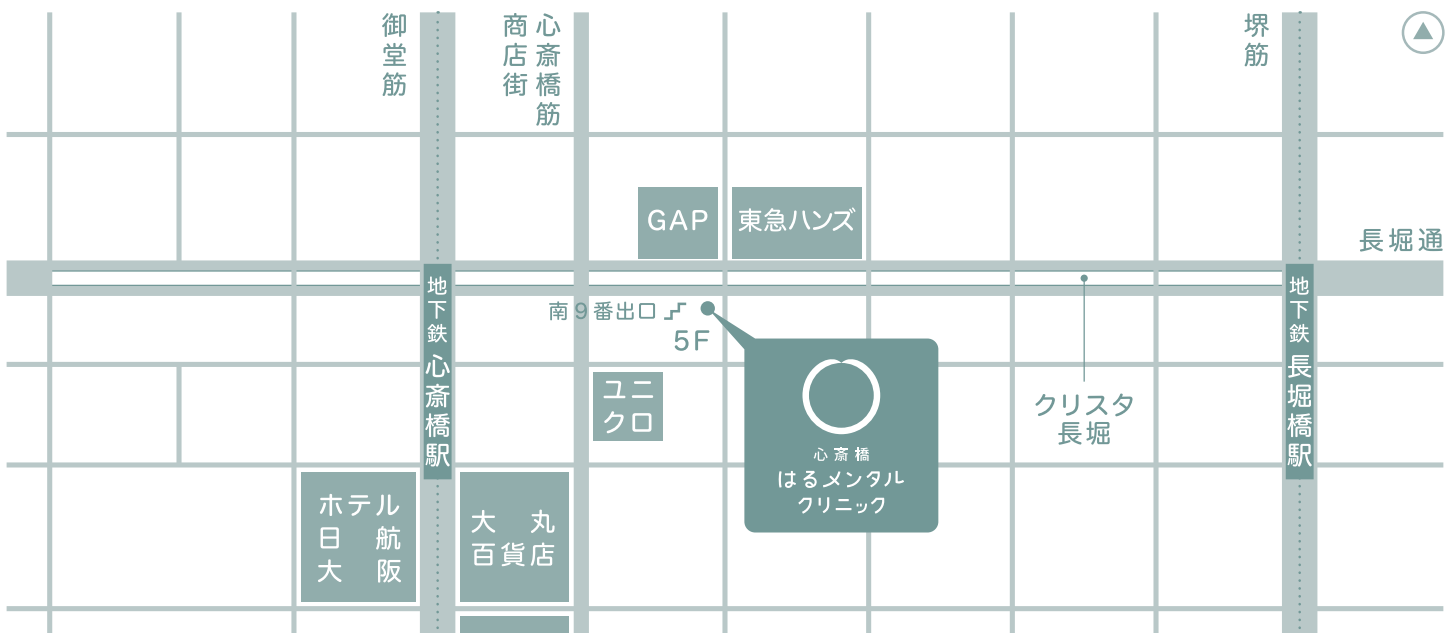 御堂筋
心斎橋筋
商店街
堺筋
GAP
東急ハンズ
長堀通
地下鉄 心斎橋駅
地下鉄 長堀橋駅
南9番出口
5F
ユニ
クロ
クリスタ
長堀
心斎橋
はるメンタル
クリニック
ホテル
日航
大阪
大丸
百貨店